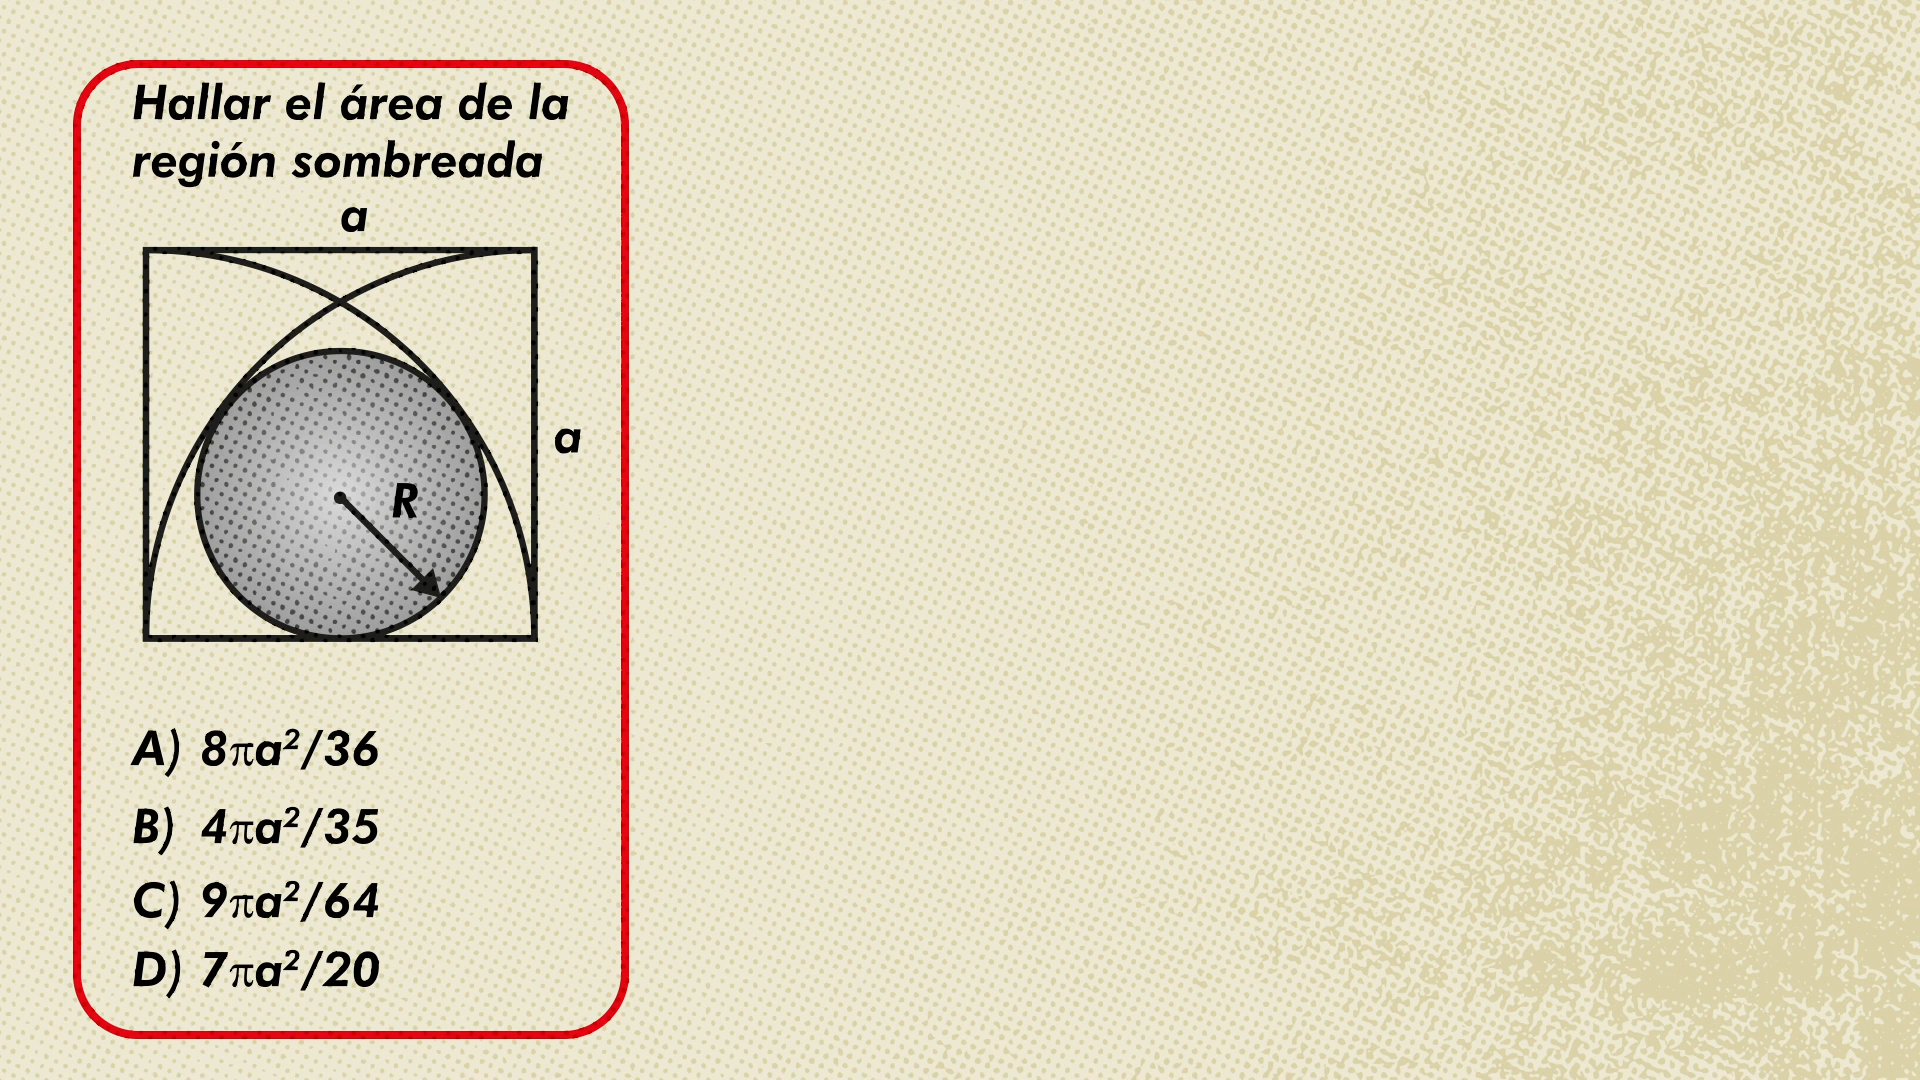 Hallar el área de la
región sombreada
a
a
R
A) 8πa²/36
B) 4πa²/35
C) 9πa²/64
D) 7πa²/20